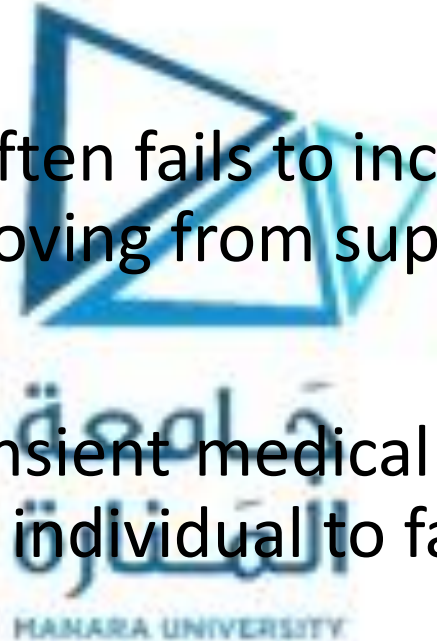 ften fails to inc
oving from sup
جامعة
nsient medical
المنارة
individual to fa
MANARA UNIVERSITY